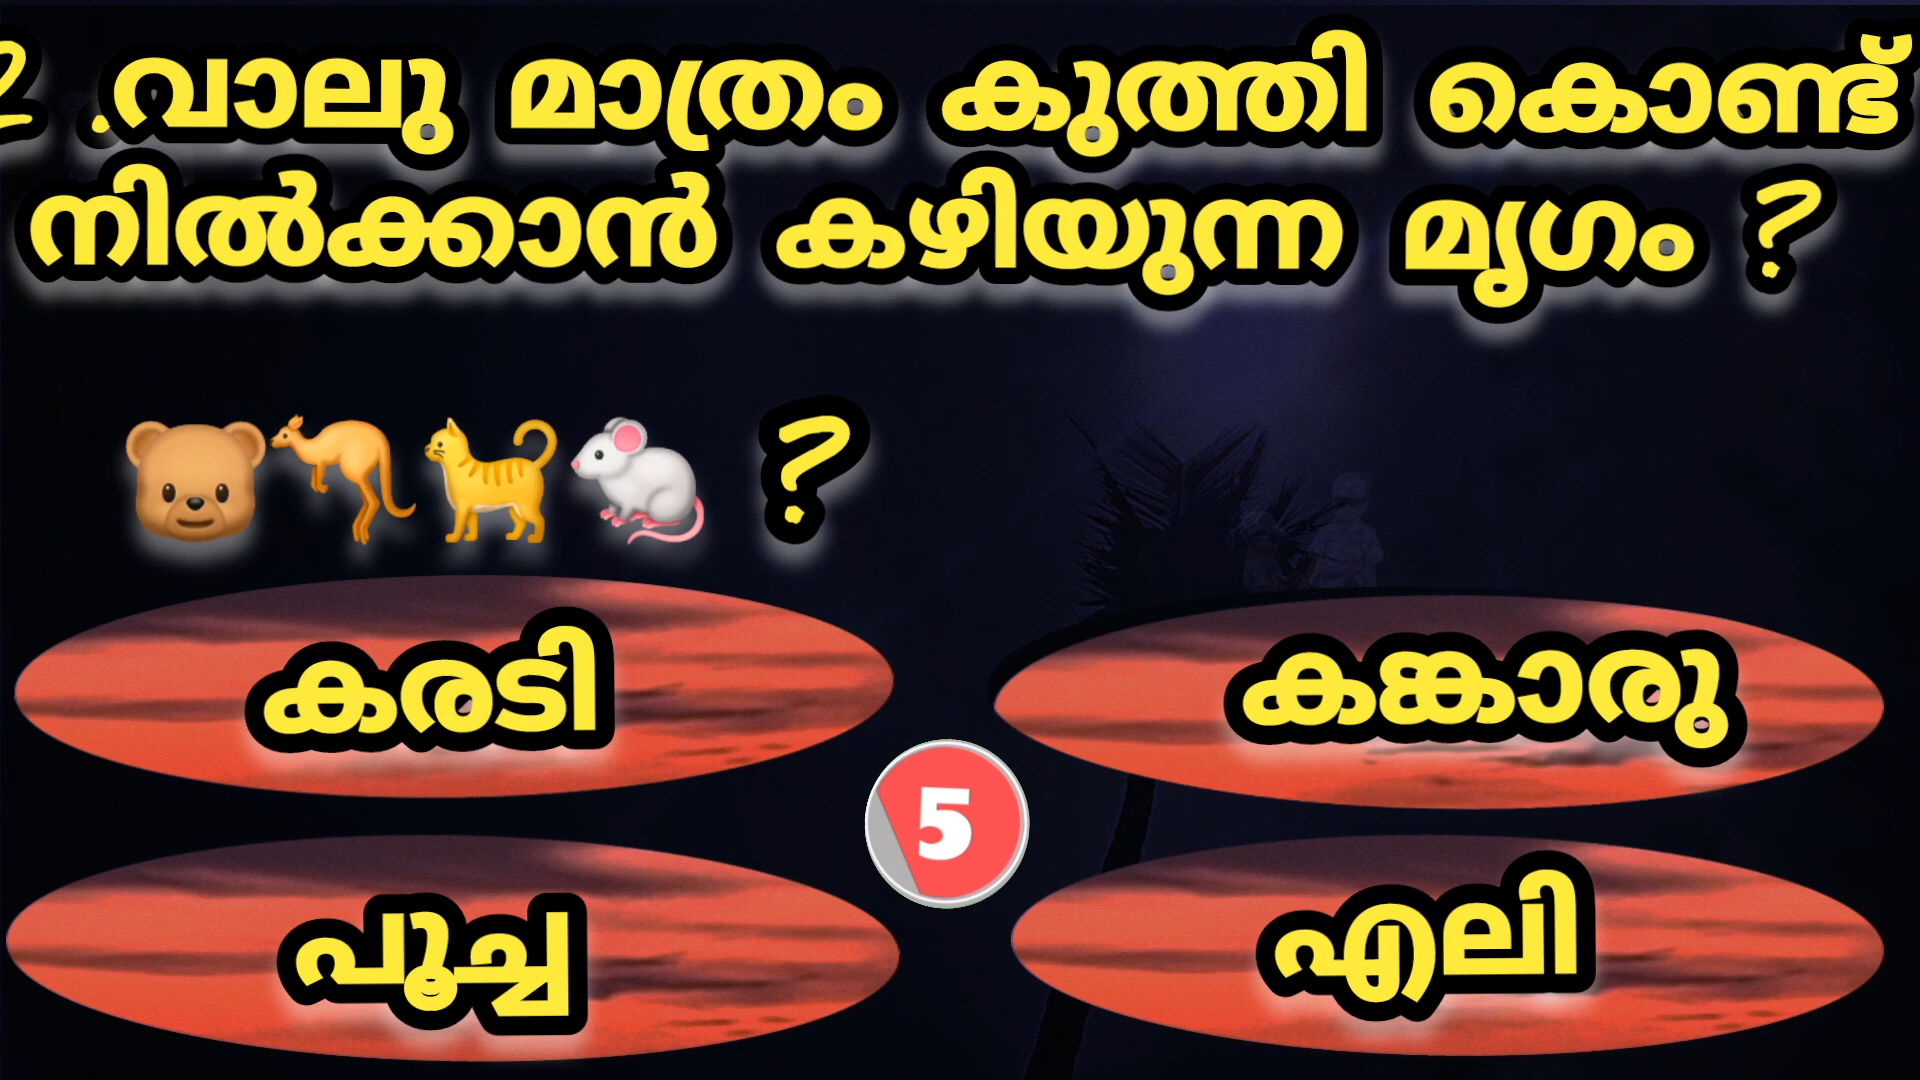 2 .വാലു മാത്രം കുത്തി കൊണ്ട്
നിൽക്കാൻ കഴിയുന്ന മൃഗം ?
?
കരടി
കങ്കാരു
5
പൂച്ച
എലി